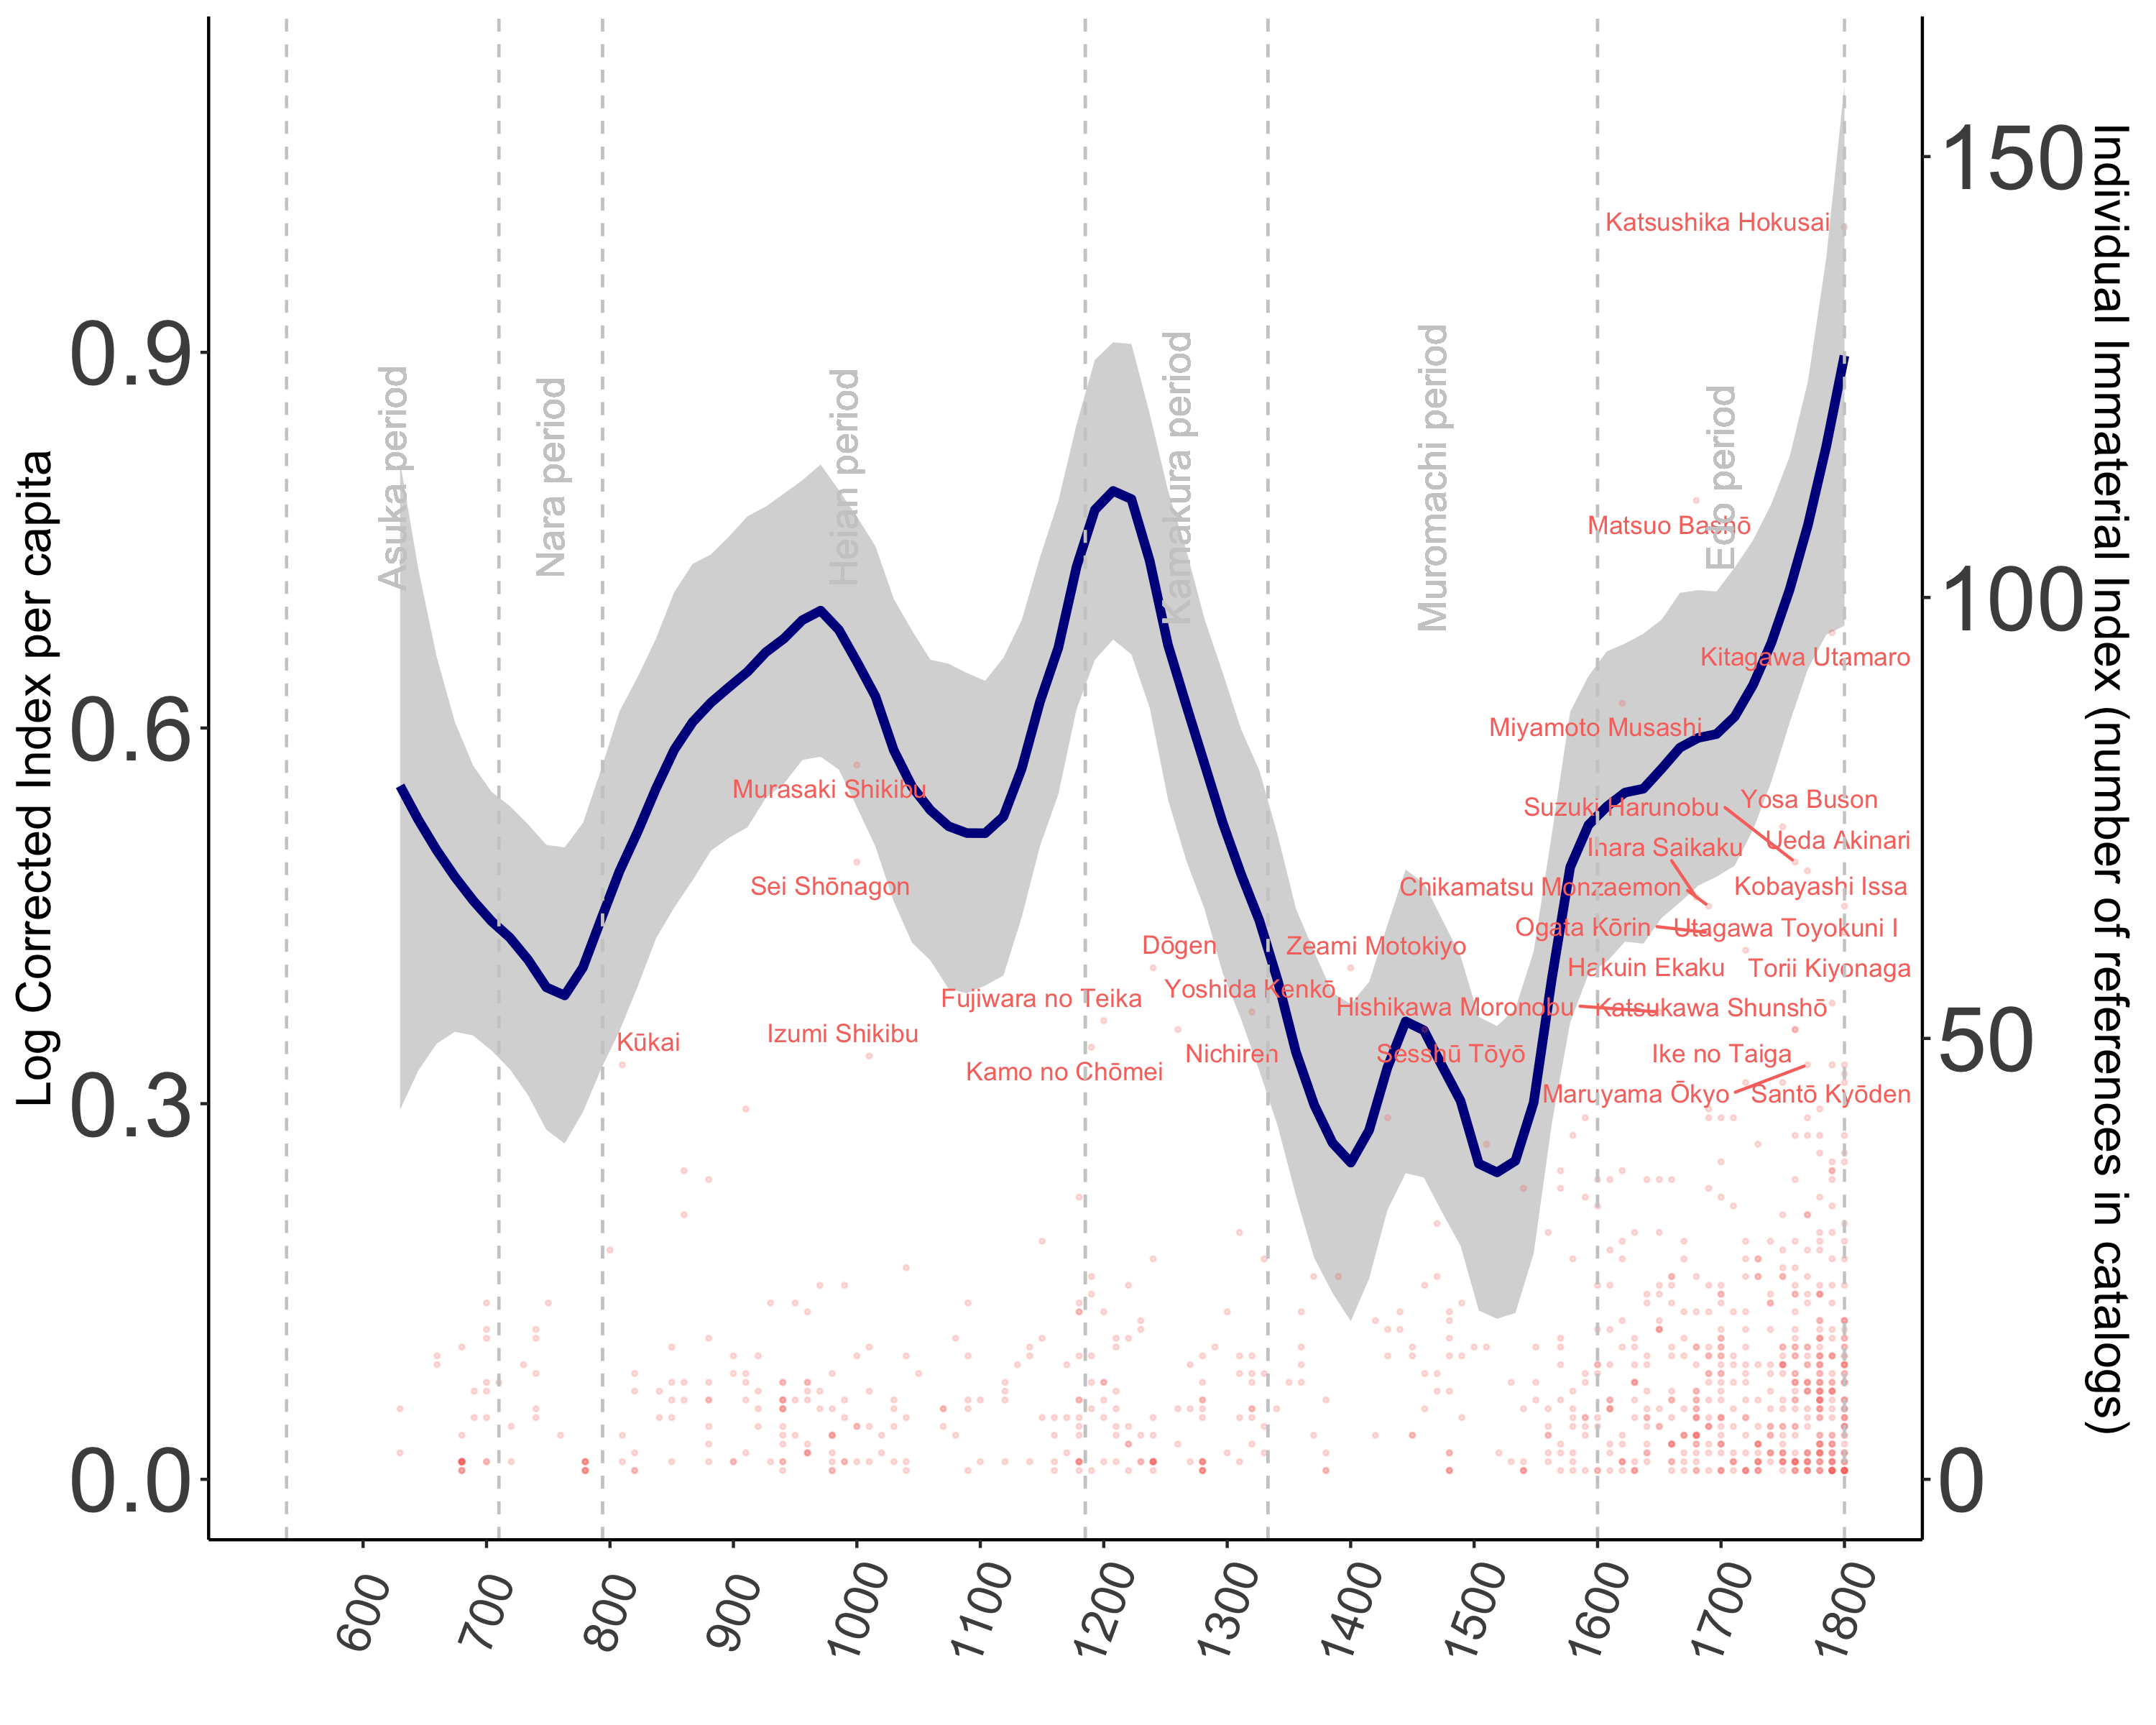 Log Corrected Index per capita
0.9
0.6
0.3
0.0
Asuka period
Nara period
Heian period
Kamakura period
Muromachi period
Edo period
Katsushika Hokusai
Matsuo Bashō
Kitagawa Utamaro
Miyamoto Musashi
Murasaki Shikibu
Suzuki Harunobu
Yosa Buson
Ueda Akinari
Ihara Saikaku
Sei Shōnagon
Chikamatsu Monzaemon
Kobayashi Issa
Ogata Kōrin
Utagawa Toyokuni I
Dōgen
Zeami Motokiyo
Hakuin Ekaku
Torii Kiyonaga
Yoshida Kenkō
Fujiwara no Teika
Hishikawa Moronobu
Katsukawa Shunshō
Izumi Shikibu
Kūkai
Nichiren
Sesshū Tōyō
Ike no Taiga
Kamo no Chōmei
Maruyama Ōkyo
Santō Kyōden
600
700
800
900
1000
1100
1200
1300
1400
1500
1600
1700
1800
150
100
50
0
Individual Immaterial Index (number of references in catalogs)